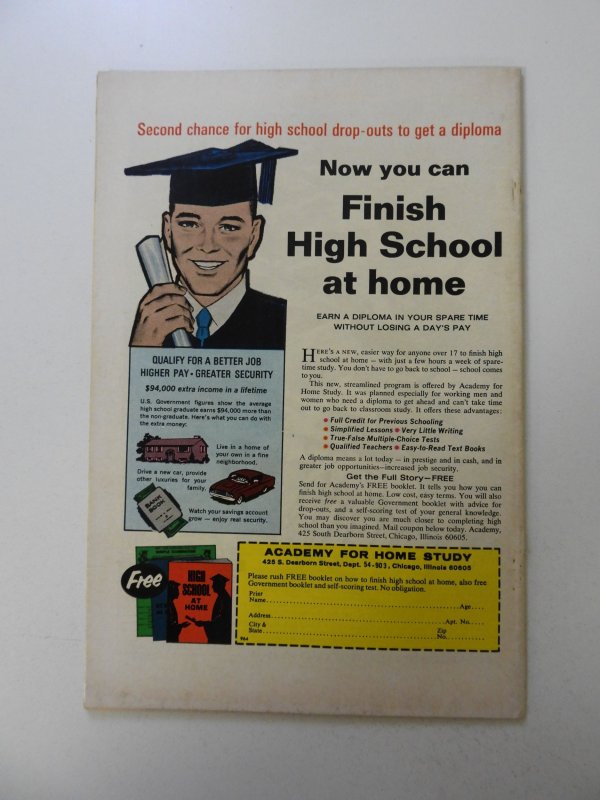 Second chance for high school drop-outs to get a diploma
Now you can
Finish
High School
at home
EARN A DIPLOMA IN YOUR SPARE TIME
WITHOUT LOSING A DAY'S PAY
HERE'S A NEW, easier way for anyone over 17 to finish high
school at home – with just a few hours a week of spare-
time study. You don't have to go back to school – school comes
to you.
This new, streamlined program is offered by Academy for
Home Study. It was planned especially for working men and
women who need a diploma to get ahead and can't take time
out to go back to classroom study. It offers these advantages:
• Full Credit for Previous Schooling
• Simplified Lessons • Very Little Writing
• True-False Multiple-Choice Tests
• Qualified Teachers • Easy-to-Read Text Books
A diploma means a lot today – in prestige and in cash, and in
greater job opportunities–increased job security.
Get the Full Story–FREE
Send for Academy's FREE booklet. It tells you how you can
finish high school at home. Low cost, easy terms. You will also
receive free a valuable Government booklet with advice for
drop-outs, and a self-scoring test of your general knowledge.
You may discover you are much closer to completing high
school than you imagined. Mail coupon below today. Academy,
425 South Dearborn Street, Chicago, Illinois 60605.
QUALIFY FOR A BETTER JOB
HIGHER PAY • GREATER SECURITY
$94,000 extra income in a lifetime
U.S. Government figures show the average
high school graduate earns $94,000 more than
the non-graduate. Here's what you can do with
the extra money:
Live in a home of
your own in a fine
neighborhood.
Drive a new car, provide
other luxuries for your
family.
BANK
BOOK
Watch your savings account
grow – enjoy real security.
Free
HIGH
SCHOOL
AT
HOME
ACADEMY FOR HOME STUDY
425 S. Dearborn Street, Dept. 54-903, Chicago, Illinois 60605
Please rush FREE booklet on how to finish high school at home, also free
Government booklet and self-scoring test. No obligation.
Print
Name Age
Address Apt. No.
City &
State Zip
No.
964